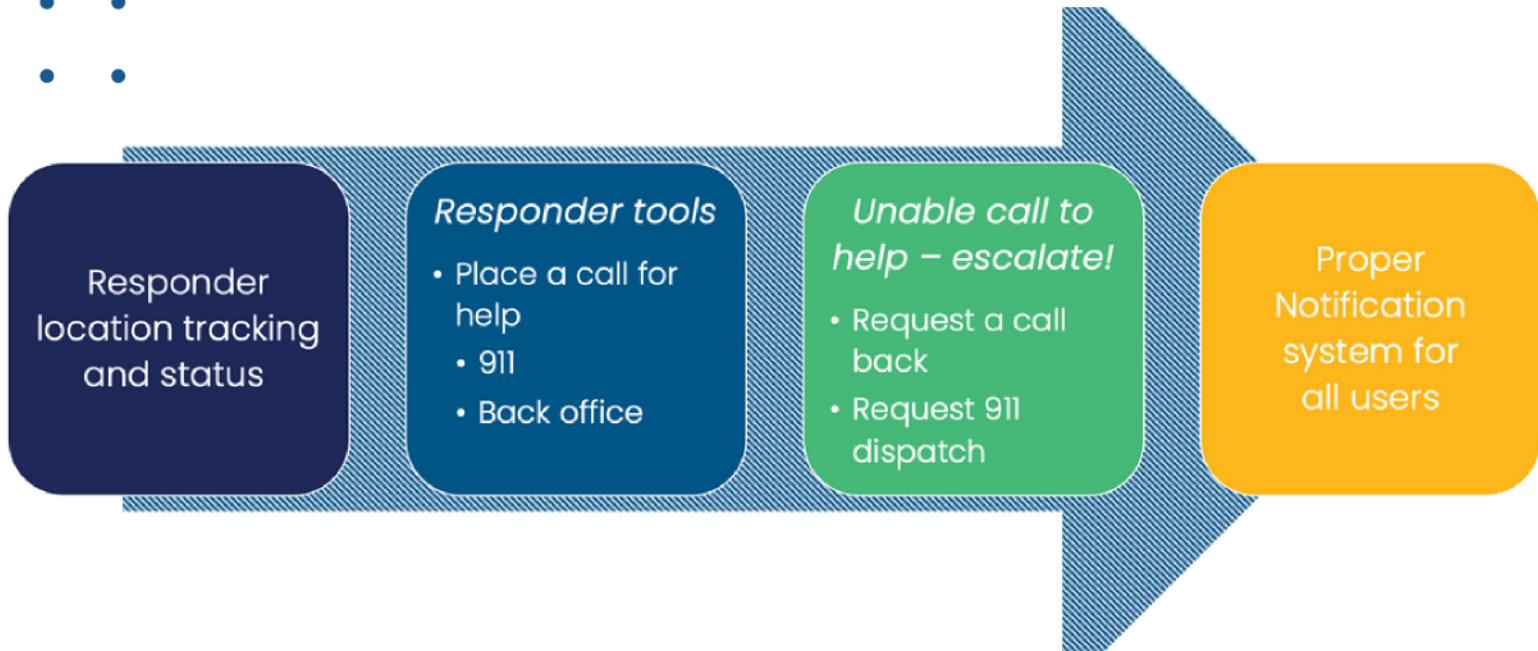 Responder
location tracking
and status
Responder tools
• Place a call for
help
• 911
• Back office
Unable call to
help – escalate!
• Request a call
back
• Request 911
dispatch
Proper
Notification
system for
all users